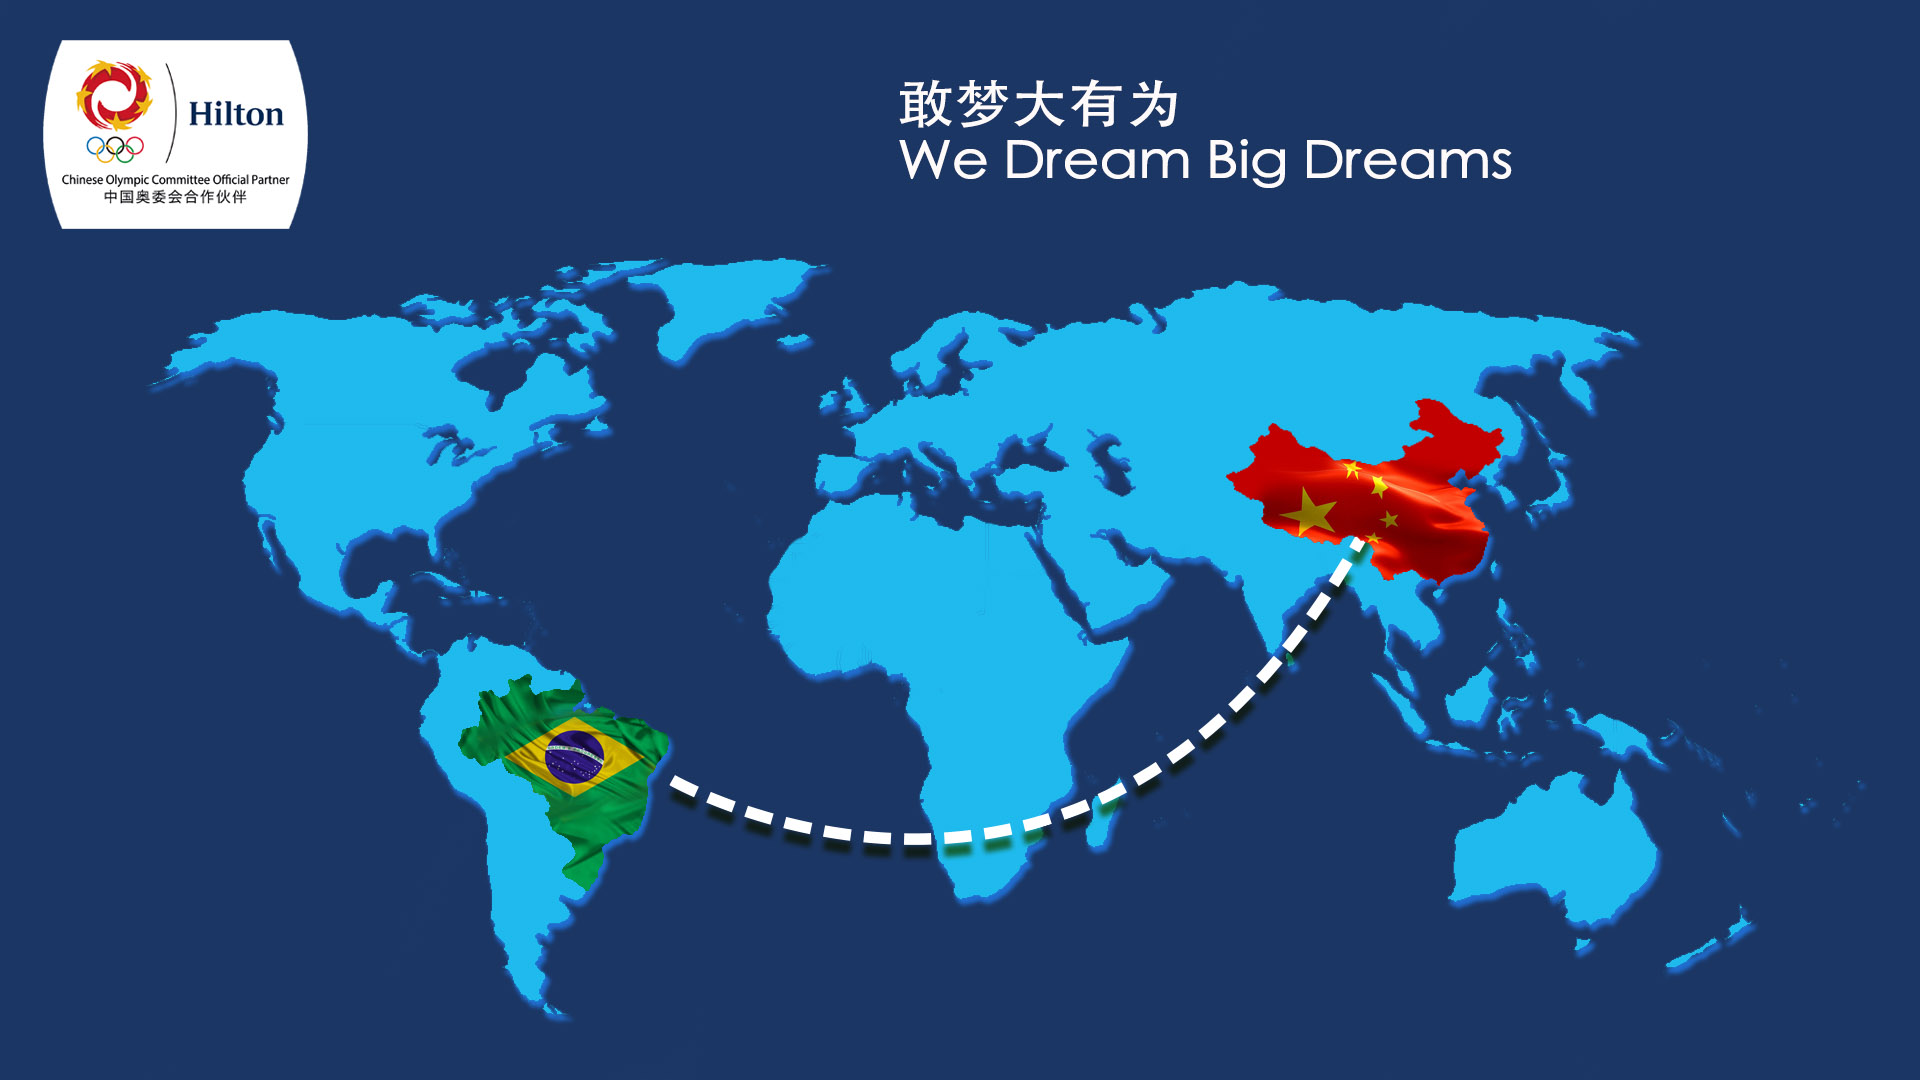 Hilton
Chinese Olympic Committee Official Partner
中国奥委会合作伙伴
敢梦大有为
We Dream Big Dreams